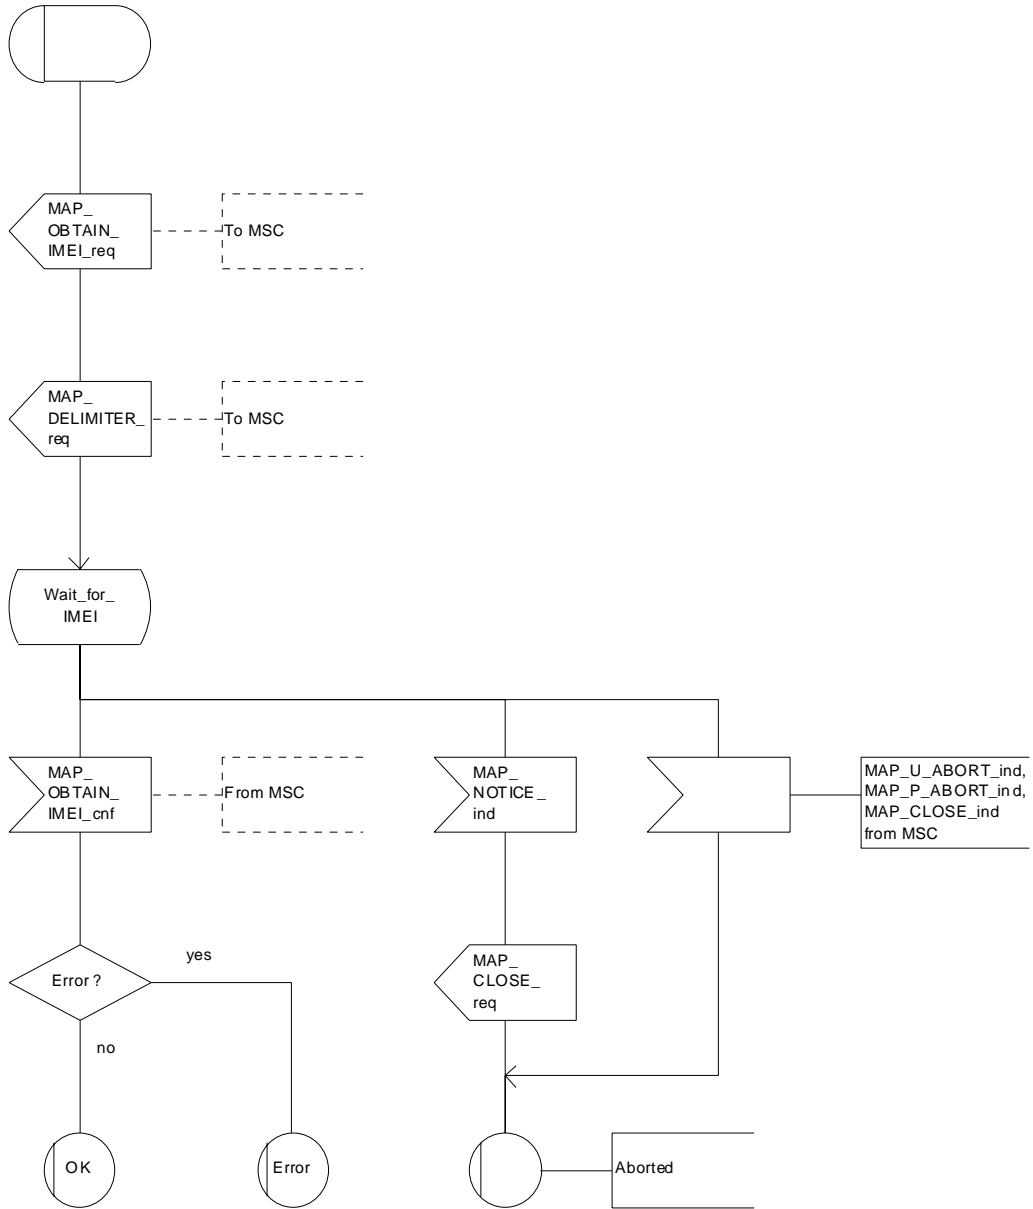 MAP_
OBTAIN_
IMEI_req
To MSC
MAP_
DELIMITER_
req
To MSC
Wait_for_
IMEI
MAP_
OBTAIN_
IMEI_cnf
From MSC
MAP_
NOTICE_
ind
MAP_U_ABORT_ind,
MAP_P_ABORT_ind,
MAP_CLOSE_ind
from MSC
Error ?
yes
no
MAP_
CLOSE_
req
OK
Error
Aborted